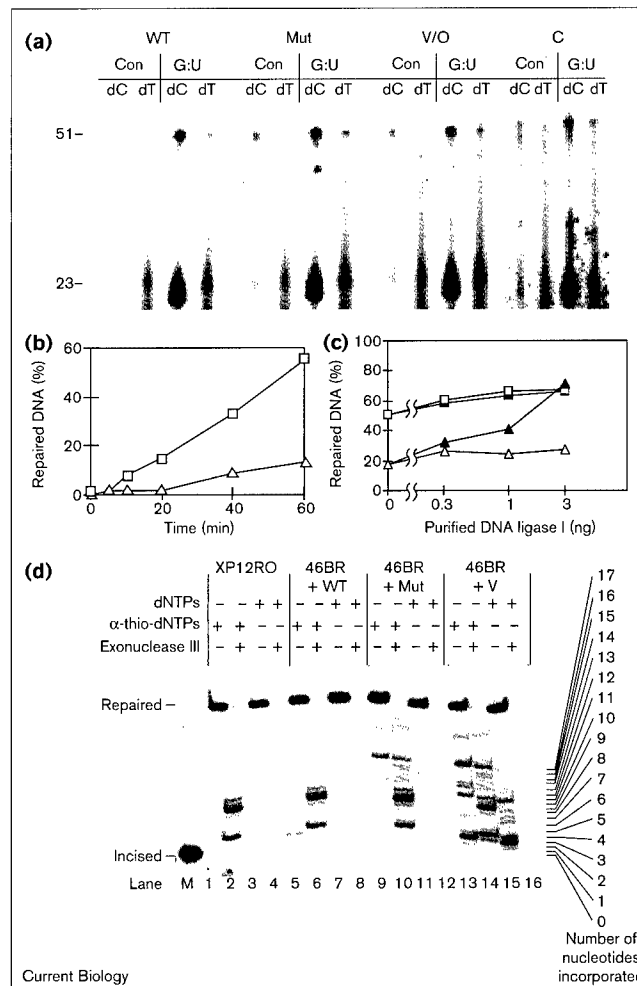 (a)
WT Mut V/O C
Con G:U Con G:U Con G:U Con G:U
dC dT dC dT dC dT dC dT dC dT dC dT dC dT dC dT
51–
23–
(b)
60
40
20
0
Repaired DNA (%)
0 20 40 60
Time (min)
(c)
100
80
60
40
20
0
Repaired DNA (%)
0 0.3 1 3
Purified DNA ligase I (ng)
(d)
XP12RO 46BR 46BR 46BR
+ WT + Mut + V
dNTPs – – + + – – + + – – + + – – + +
α-thio-dNTPs + + – – + + – – + + – – + + – –
Exonuclease III – + – + – + – + – + – + – + – +
Repaired –
Incised –
Lane M 1 2 3 4 5 6 7 8 9 10 11 12 13 14 15 16
17
16
15
14
13
12
11
10
9
8
7
6
5
4
3
2
1
0
Number of
nucleotides
incorporated
Current Biology